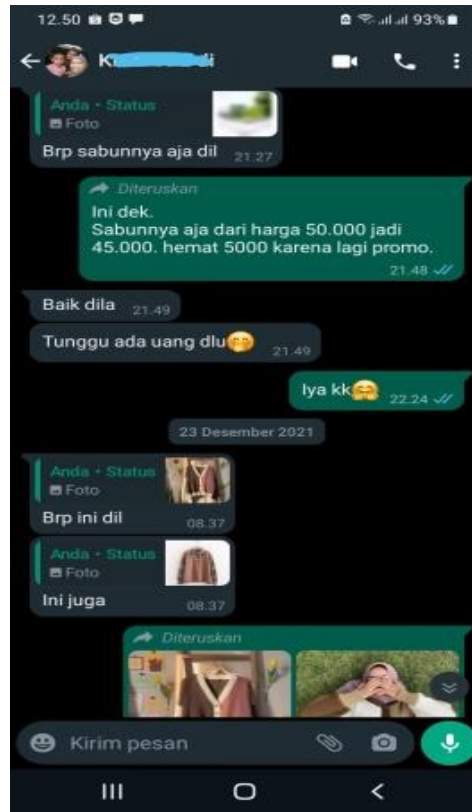 12.50
93%
Anda • Status
Foto
Brp sabunnya aja dil 21.27
Diteruskan
Ini dek.
Sabunnya aja dari harga 50.000 jadi
45.000. hemat 5000 karena lagi promo.
21.48
Baik dila 21.49
Tunggu ada uang dlu🤭 21.49
Iya kk🤗 22.24
23 Desember 2021
Anda • Status
Foto
Brp ini dil 08.37
Anda • Status
Foto
Ini juga 08.37
Diteruskan
Kirim pesan